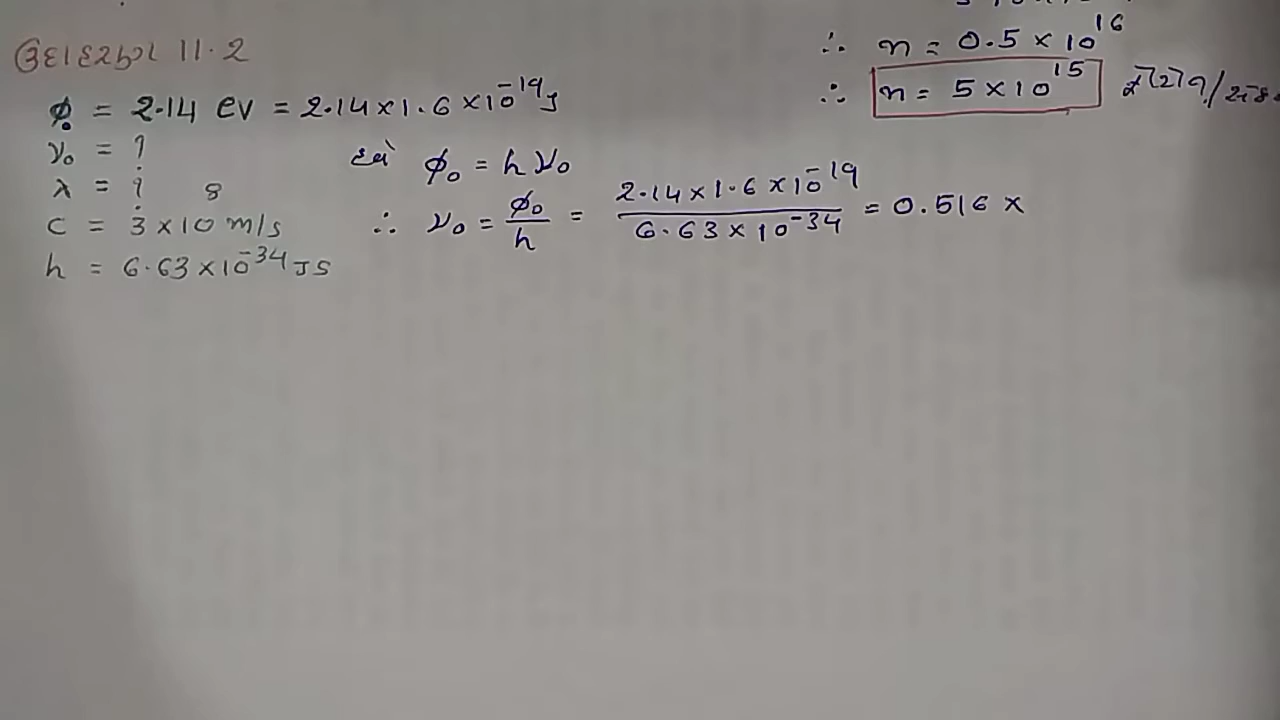 ઉદાહરણ 11.2
φ₀ = 2.14 eV = 2.14 × 1.6 × 10⁻¹⁹ J
ν₀ = ?
λ = ?
C = 3 × 10⁸ m/s
h = 6.63 × 10⁻³⁴ JS
φ₀ = hν₀
∴ ν₀ = φ₀/h = 2.14 × 1.6 × 10⁻¹⁹ / 6.63 × 10⁻³⁴ = 0.516 ×
∴ n = 0.5 × 10¹⁶
∴ n = 5 × 10¹⁵